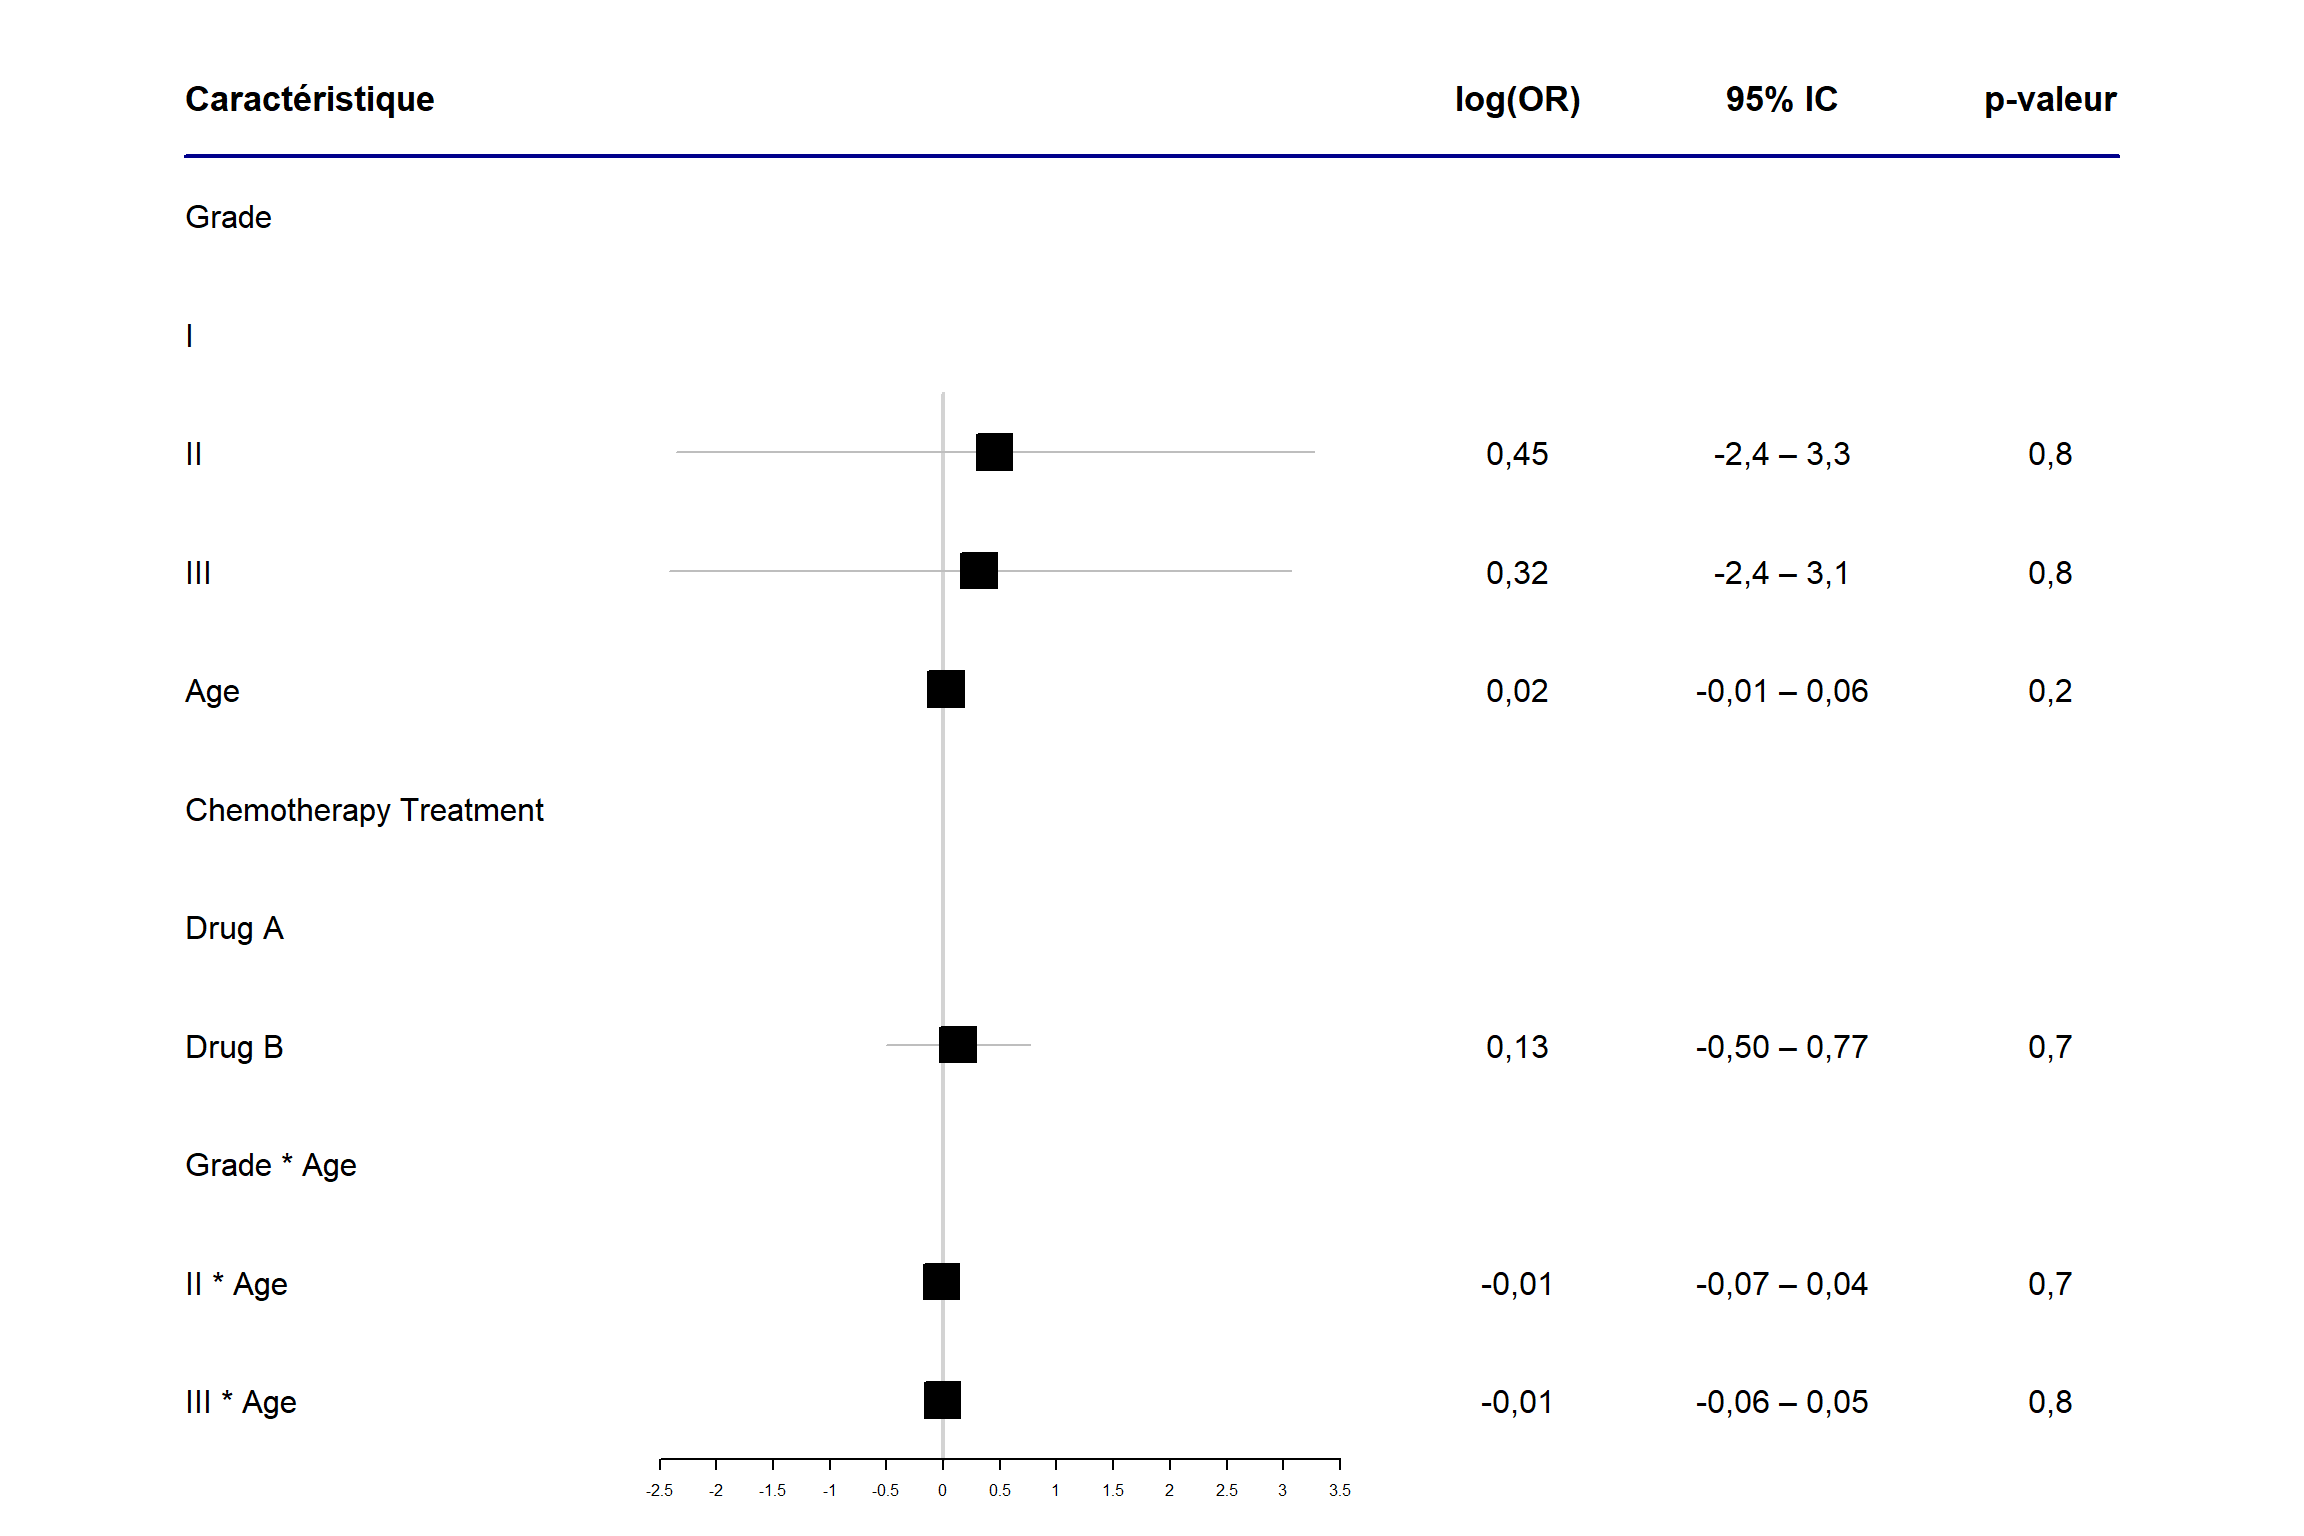 Caractéristique log(OR) 95% IC p-valeur
Grade
I
II 0,45 -2,4 – 3,3 0,8
III 0,32 -2,4 – 3,1 0,8
Age 0,02 -0,01 – 0,06 0,2
Chemotherapy Treatment
Drug A
Drug B 0,13 -0,50 – 0,77 0,7
Grade * Age
II * Age -0,01 -0,07 – 0,04 0,7
III * Age -0,01 -0,06 – 0,05 0,8
-2.5 -2 -1.5 -1 -0.5 0 0.5 1 1.5 2 2.5 3 3.5